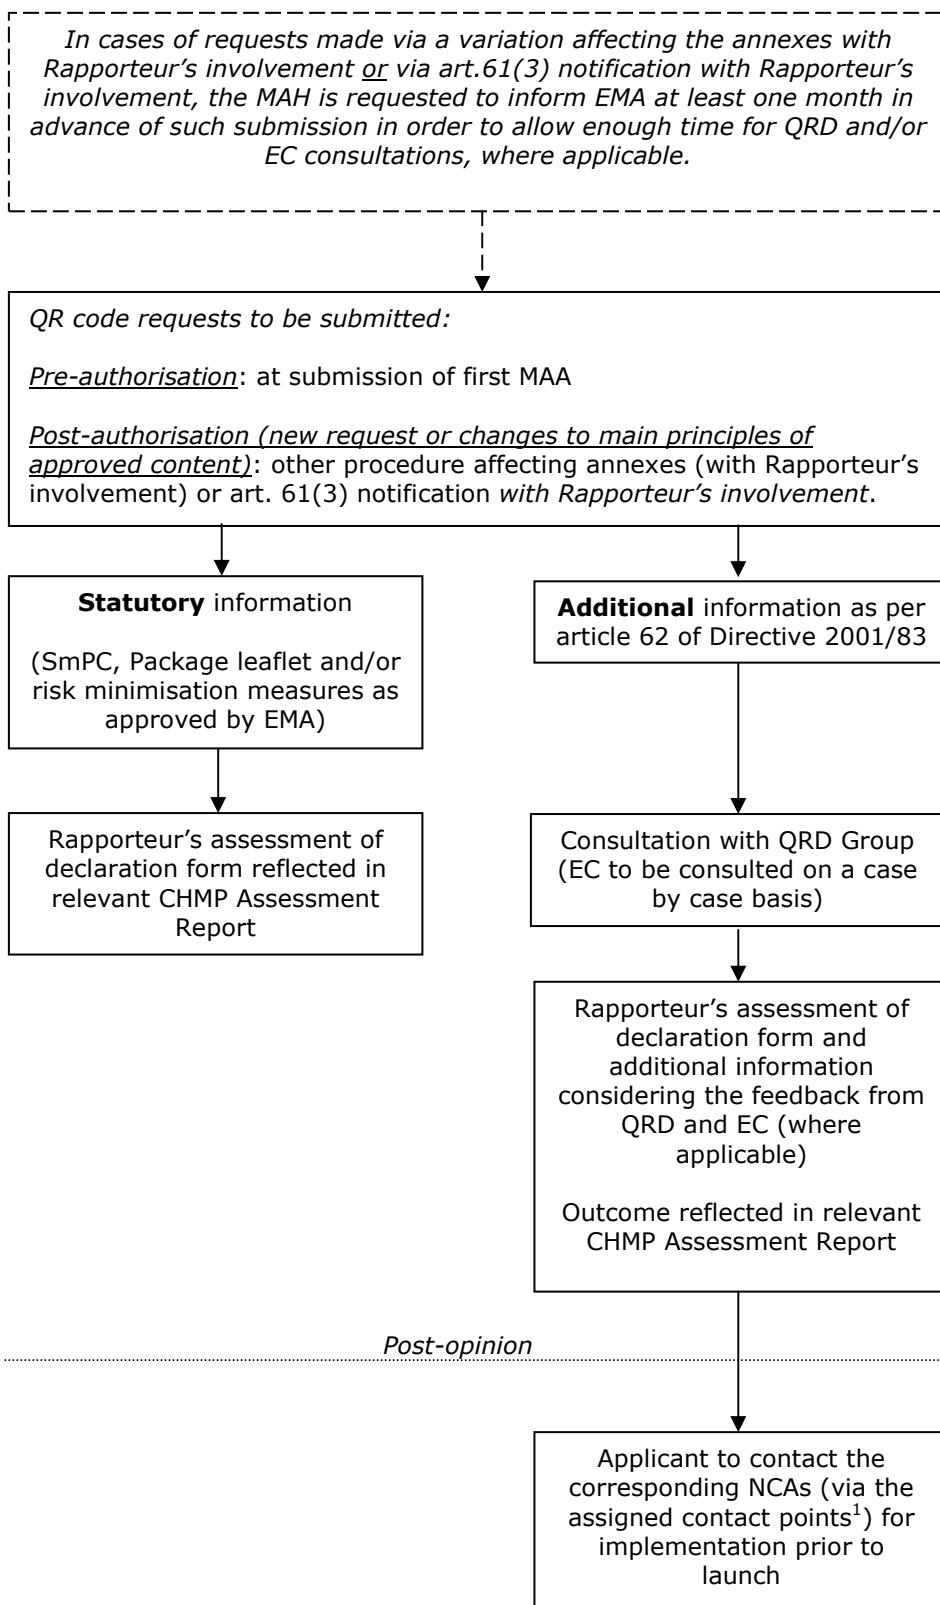 In cases of requests made via a variation affecting the annexes with
Rapporteur's involvement or via art.61(3) notification with Rapporteur's
involvement, the MAH is requested to inform EMA at least one month in
advance of such submission in order to allow enough time for QRD and/or
EC consultations, where applicable.
QR code requests to be submitted:
Pre-authorisation: at submission of first MAA
Post-authorisation (new request or changes to main principles of
approved content): other procedure affecting annexes (with Rapporteur's
involvement) or art. 61(3) notification with Rapporteur's involvement.
Statutory information
(SmPC, Package leaflet and/or
risk minimisation measures as
approved by EMA)
Rapporteur's assessment of
declaration form reflected in
relevant CHMP Assessment
Report
Additional information as per
article 62 of Directive 2001/83
Consultation with QRD Group
(EC to be consulted on a case
by case basis)
Rapporteur's assessment of
declaration form and
additional information
considering the feedback from
QRD and EC (where
applicable)
Outcome reflected in relevant
CHMP Assessment Report
Post-opinion
Applicant to contact the
corresponding NCAs (via the
assigned contact points¹) for
implementation prior to
launch